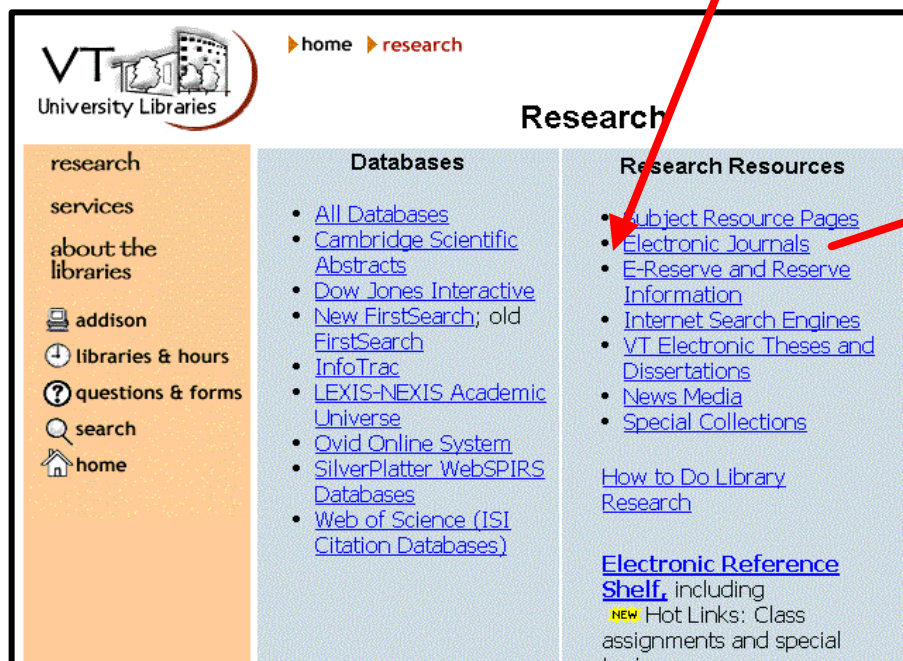 VT
University Libraries
home research
Research
research
services
about the
libraries
addison
libraries & hours
questions & forms
search
home
Databases
All Databases
Cambridge Scientific
Abstracts
Dow Jones Interactive
New FirstSearch; old
FirstSearch
InfoTrac
LEXIS-NEXIS Academic
Universe
Ovid Online System
SilverPlatter WebSPIRS
Databases
Web of Science (ISI
Citation Databases)
Research Resources
Subject Resource Pages
Electronic Journals
E-Reserve and Reserve
Information
Internet Search Engines
VT Electronic Theses and
Dissertations
News Media
Special Collections
How to Do Library
Research
Electronic Reference
Shelf, including
NEW Hot Links: Class
assignments and special